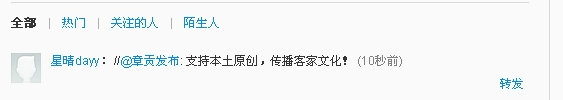 全部 | 热门 | 关注的人 | 陌生人
星晴dayy：//@章贡发布: 支持本土原创，传播客家文化！ (10秒前)
转发